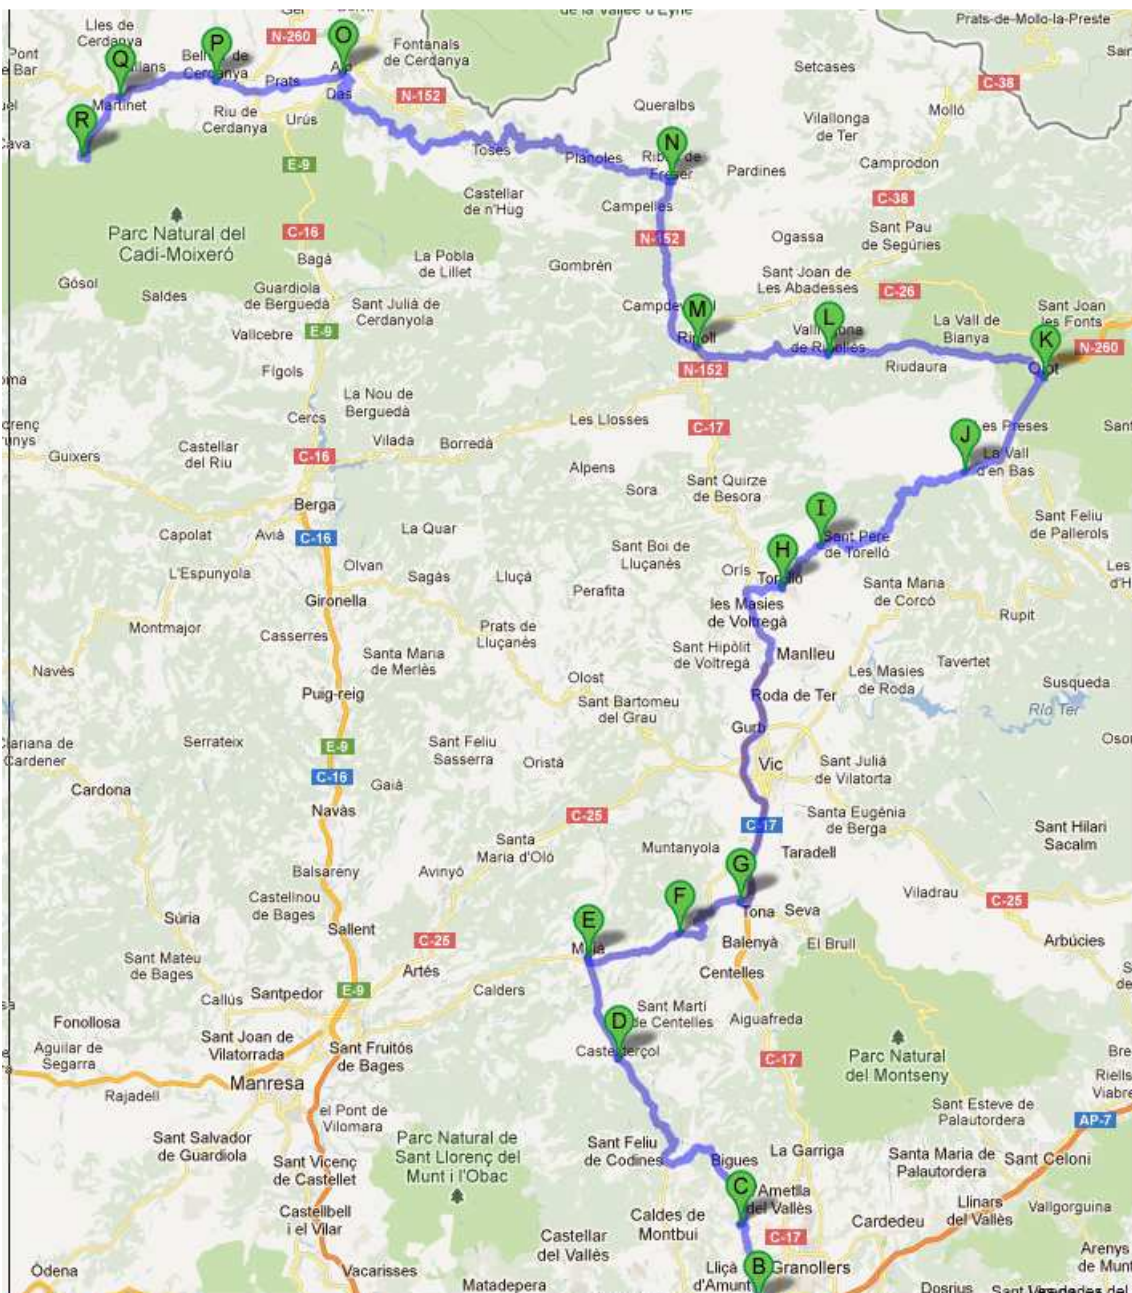 Lles de
Cerdanya
N-260
Fontanals
de Cerdanya
Prats-de-Mollo-la-Preste
Pont
de Bar
Q
P
O
Martinet
Prats
Das
Riu de
Cerdanya
Urús
N-152
R
E-9
Setcases
C-38
Molló
Queralbs
Vilallonga
de Ter
Camprodon
Toses
Planoles
N
Pardines
Castellar
de n'Hug
Campelles
C-38
Parc Natural del
Cadí-Moixeró
C-16
N-152
Ogassa
Sant Pau
de Segúries
Bagà
La Pobla
de Lillet
Gombrén
Gósol
Saldes
Guardiola
de Berguedà
Sant Julià de
Cerdanyola
Sant Joan de
Les Abadesses
C-26
Vallcebre
E-9
M
L
K
La Vall de
Bianya
Sant Joan
les Fonts
N-260
Fígols
N-152
Riudaura
La Nou de
Berguedà
Cercs
Les Llosses
C-17
J
La Vall
d'en Bas
Guixers
Castellar
del Riu
C-16
Vilada
Borredà
Alpens
Sora
Sant Quirze
de Besora
Berga
I
Sant Pere
de Torelló
Sant Feliu
de Pallerols
Capolat
Avià
C-16
La Quar
Olvan
Sant Boi de
Lluçanès
Orís
H
L'Espunyola
Sagàs
Lluçà
Perafita
Santa Maria
de Corcó
Gironella
les Masies
de Voltregà
Rupit
Montmajor
Casserres
Prats de
Lluçanès
Navès
Santa Maria
de Merlès
Sant Hipòlit
de Voltregà
Manlleu
Les Masies
de Roda
Tavertet
Puig-reig
Olost
Sant Bartomeu
del Grau
Roda de Ter
Susqueda
Río Ter
Gurb
Serrateix
E-9
Sant Feliu
Sasserra
Oristà
Vic
Sant Julià
de Vilatorta
Cardona
C-16
Gaià
Navàs
C-25
C-17
Santa Eugènia
de Berga
Santa
Maria d'Oló
Muntanyola
Taradell
Sant Hilari
Sacalm
Balsareny
Avinyó
G
Viladrau
C-25
Castellnou
de Bages
Súria
Sallent
C-25
E
F
Tona
Seva
Balenyà
El Brull
Arbúcies
Sant Mateu
de Bages
Artés
Calders
Centelles
Callús
Santpedor
E-9
Fonollosa
Sant Martí
de Centelles
Aiguafreda
D
Aguilar de
Segarra
Sant Joan de
Vilatorrada
Sant Fruitós
de Bages
C-17
Parc Natural
del Montseny
Manresa
Rajadell
Sant Esteve de
Palautordera
AP-7
el Pont de
Vilomara
Sant Salvador
de Guardiola
Parc Natural de
Sant Llorenç del
Munt i l'Obac
Sant Feliu
de Codines
Bigues
La Garriga
Santa Maria de
Palautordera
Sant Celoni
Sant Vicenç
de Castellet
C
Ametlla
del Vallès
Llinars
del Vallès
Vallgorguina
Castellbell
i el Vilar
Castellar
del Vallès
Caldes de
Montbui
C-17
Cardedeu
Òdena
Vacarisses
Matadepera
Lliçà
d'Amunt
B
Granollers
Dosrius
Arenys
de Munt